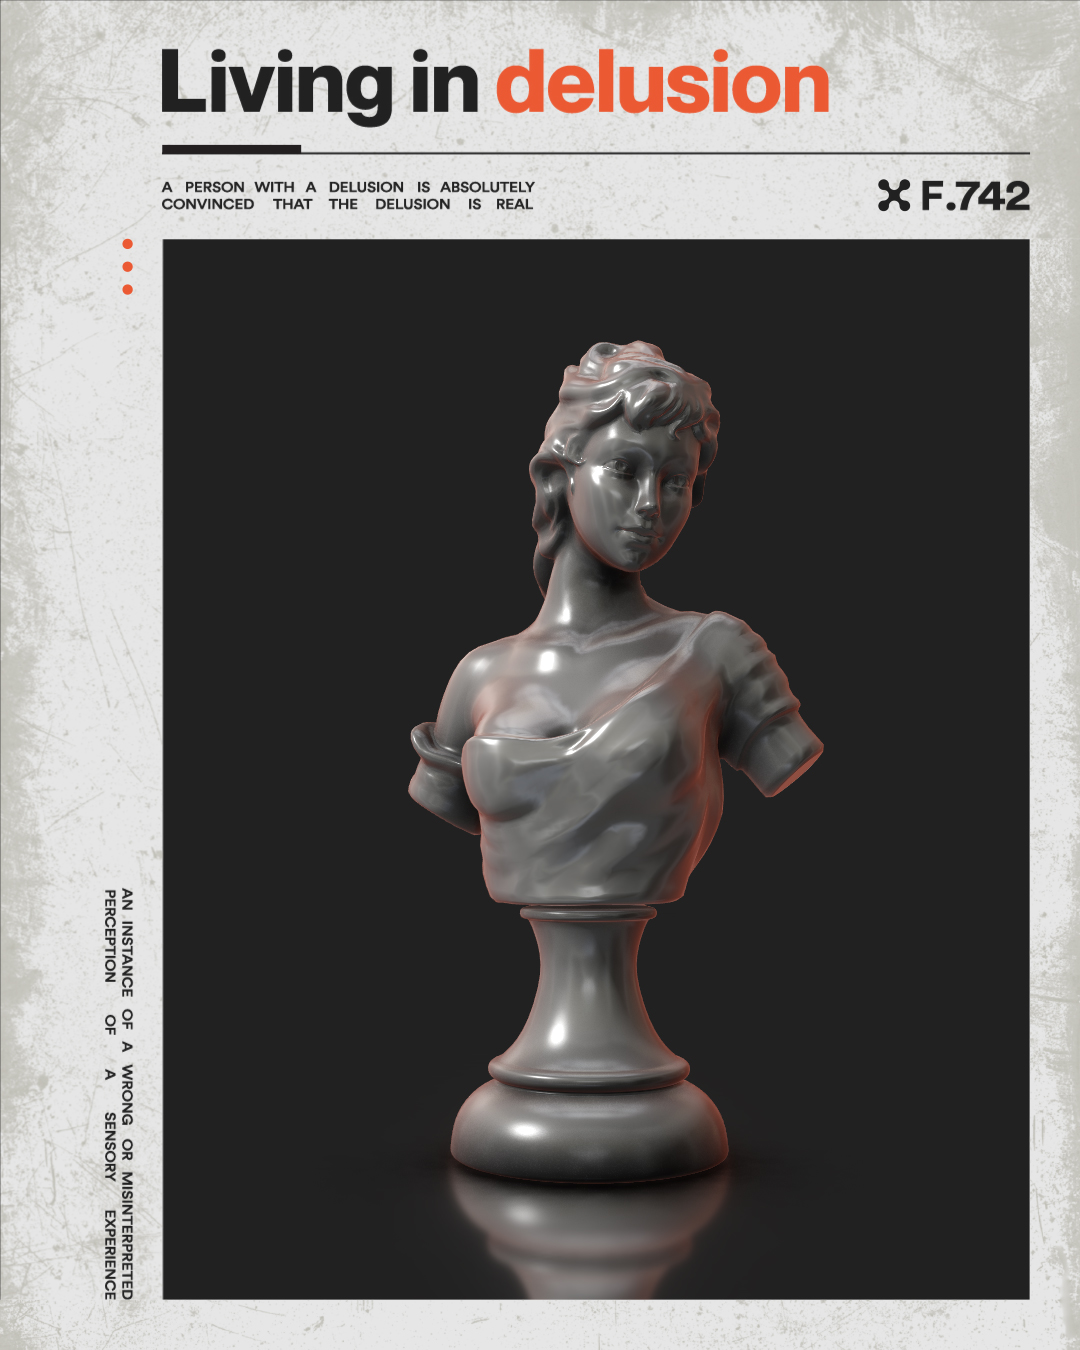 Living in delusion
A PERSON WITH A DELUSION IS ABSOLUTELY
CONVINCED THAT THE DELUSION IS REAL
F.742
AN INSTANCE OF A WRONG OR MISINTERPRETED
PERCEPTION OF A SENSORY EXPERIENCE